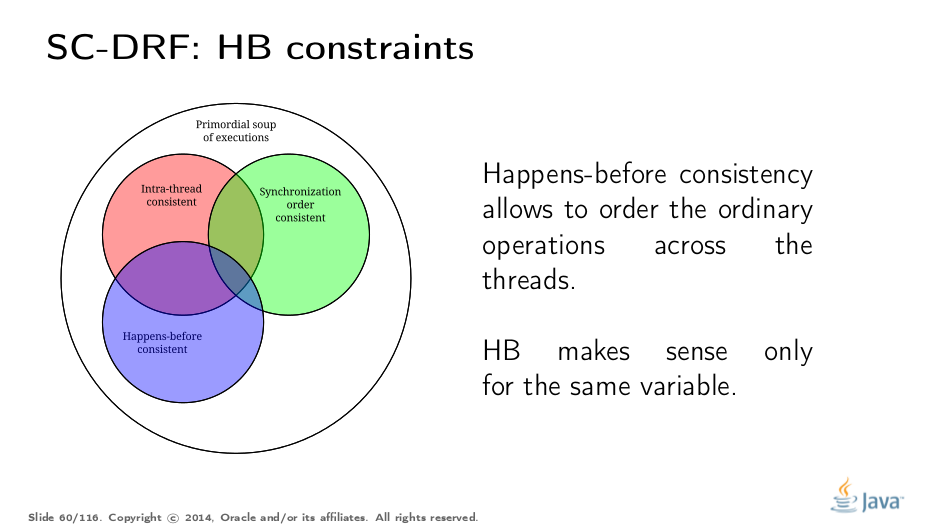 SC-DRF: HB constraints
Primordial soup
of executions
Intra-thread
consistent
Synchronization
order
consistent
Happens-before
consistent
Happens-before consistency
allows to order the ordinary
operations across the
threads.
HB makes sense only
for the same variable.
Java™
Slide 60/116. Copyright © 2014, Oracle and/or its affiliates. All rights reserved.